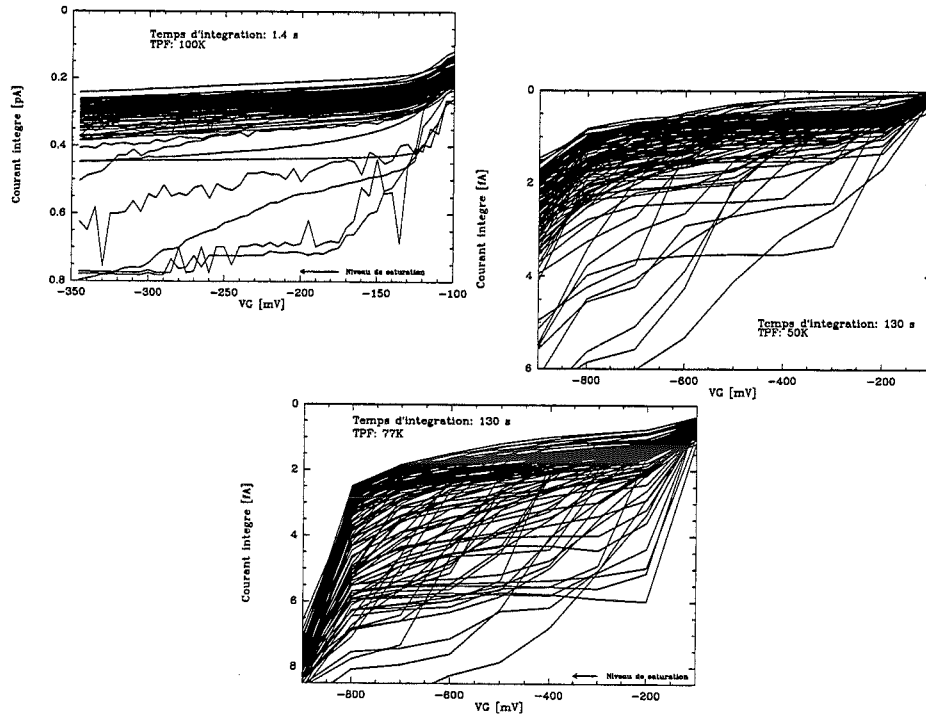 0
0.2
0.4
0.6
0.8
Courant integre [pA]
Temps d'integration: 1.4 s
TPF: 100K
Niveau de saturation
-350
-300
-250
-200
-150
-100
VG [mV]
0
2
4
6
Courant integre [fA]
Temps d'integration: 130 s
TPF: 50K
-800
-600
-400
-200
VG [mV]
0
2
4
6
8
Courant integre [fA]
Temps d'integration: 130 s
TPF: 77K
Niveau de saturation
-800
-600
-400
-200
VG [mV]